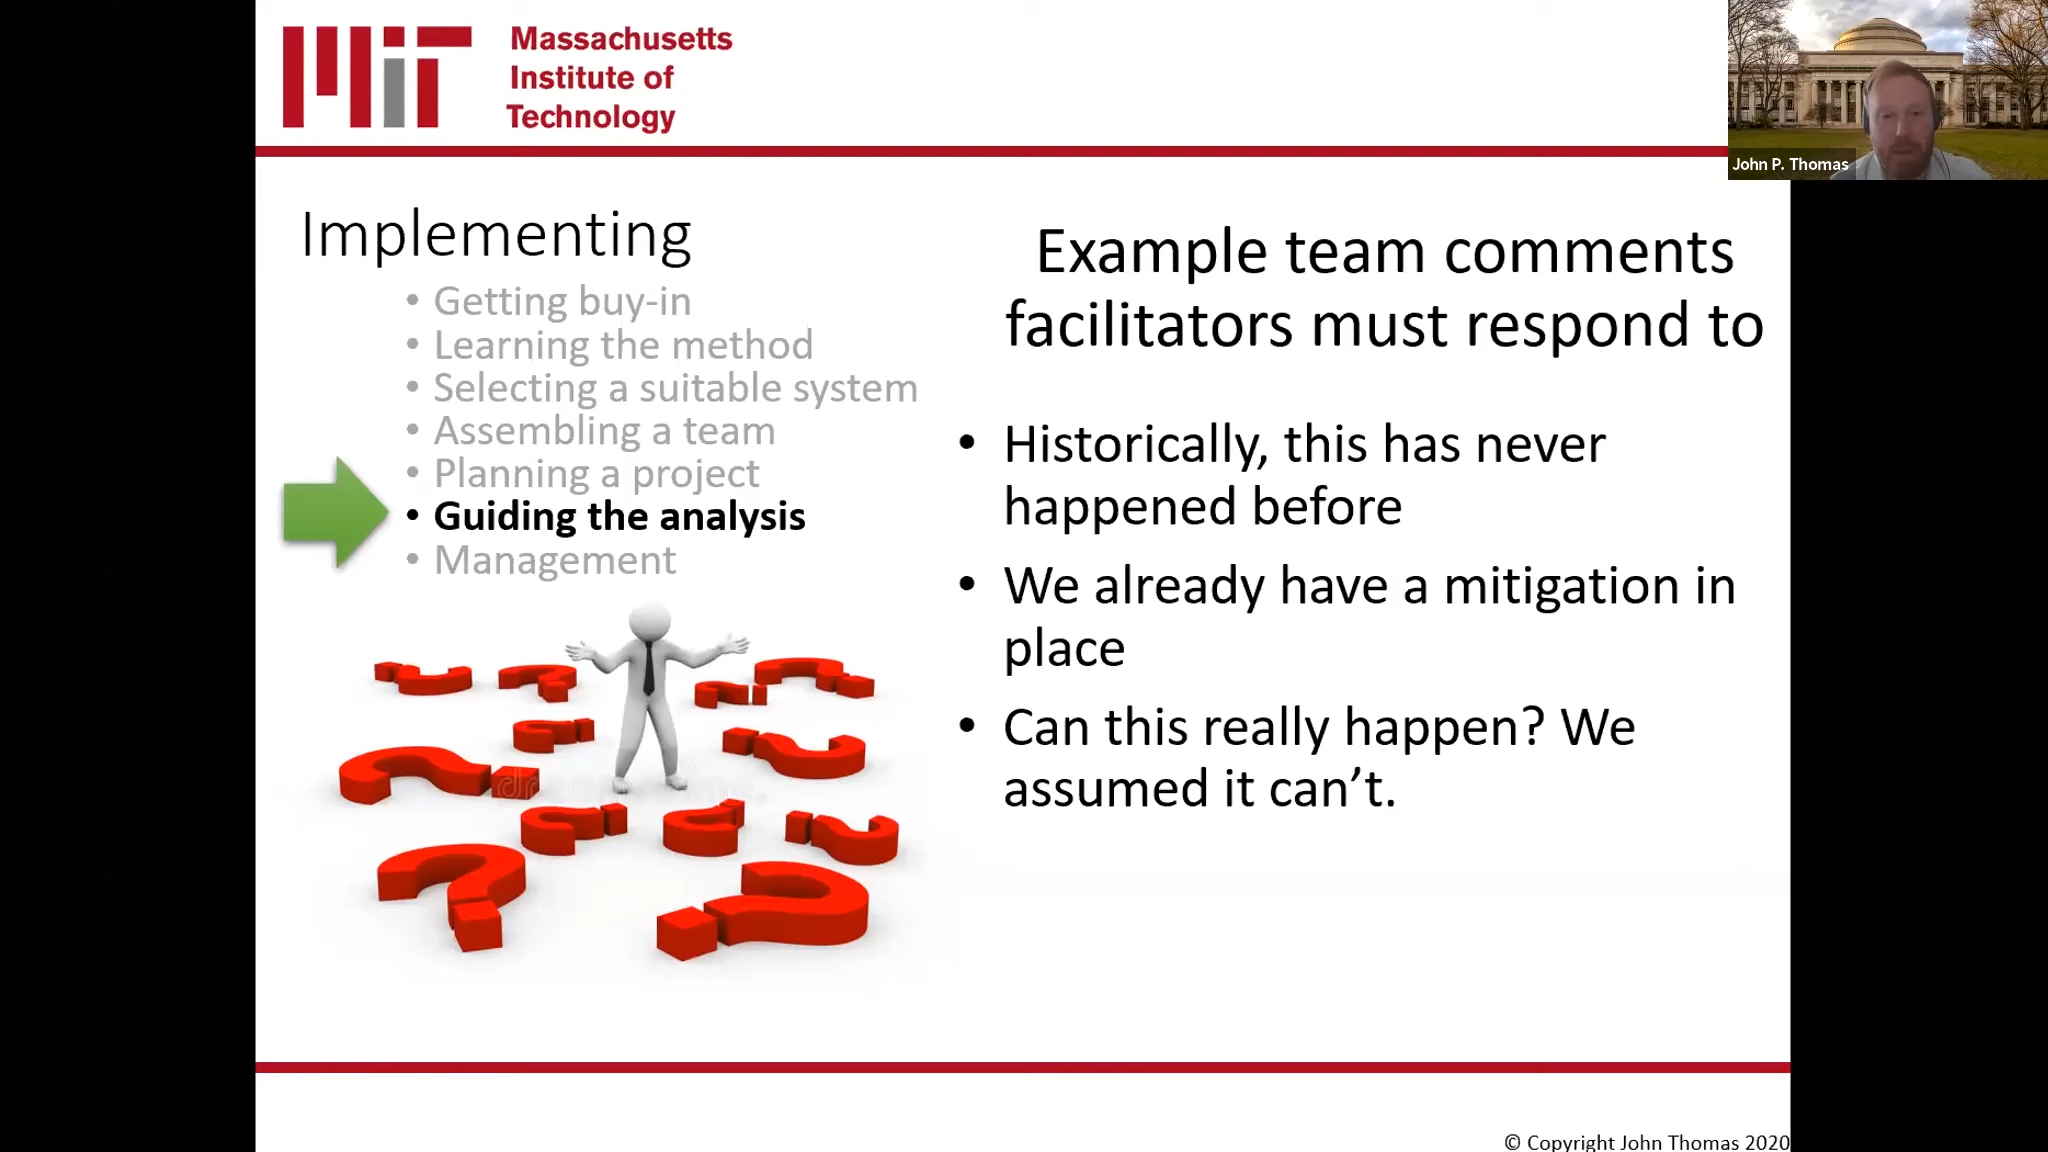 MIT
Massachusetts
Institute of
Technology
John P. Thomas
Implementing
• Getting buy-in
• Learning the method
• Selecting a suitable system
• Assembling a team
• Planning a project
• Guiding the analysis
• Management
Example team comments
facilitators must respond to
• Historically, this has never
happened before
• We already have a mitigation in
place
• Can this really happen? We
assumed it can’t.
© Copyright John Thomas 2020